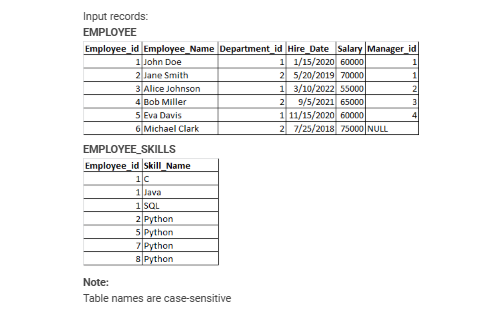 Input records:
EMPLOYEE
Employee_id Employee_Name Department_id Hire_Date Salary Manager_id
1 John Doe 1 1/15/2020 60000 1
2 Jane Smith 2 5/20/2019 70000 1
3 Alice Johnson 1 3/10/2022 55000 2
4 Bob Miller 2 9/5/2021 65000 3
5 Eva Davis 1 11/15/2020 60000 4
6 Michael Clark 2 7/25/2018 75000 NULL
EMPLOYEE_SKILLS
Employee_id Skill_Name
1 C
1 Java
1 SQL
2 Python
5 Python
7 Python
8 Python
Note:
Table names are case-sensitive